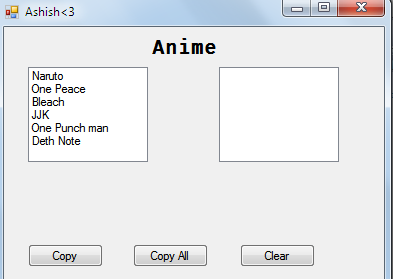 Ashish<3
Anime
Naruto
One Peace
Bleach
JJK
One Punch man
Deth Note
Copy
Copy All
Clear